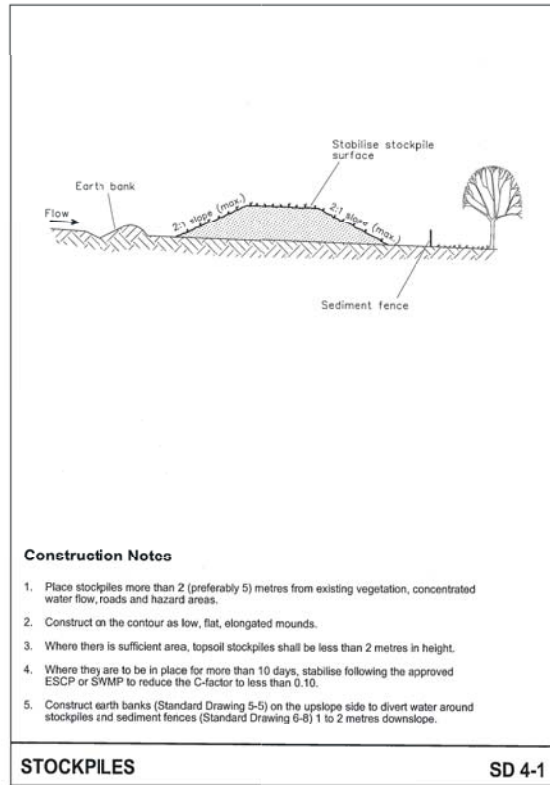 Stabilise stockpile
surface
Earth bank
Flow
2:1 slope (max.)
2:1 slope (max.)
Sediment fence
Construction Notes
1. Place stockpiles more than 2 (preferably 5) metres from existing vegetation, concentrated
water flow, roads and hazard areas.
2. Construct on the contour as low, flat, elongated mounds.
3. Where there is sufficient area, topsoil stockpiles shall be less than 2 metres in height.
4. Where they are to be in place for more than 10 days, stabilise following the approved
ESCP or SWMP to reduce the C-factor to less than 0.10.
5. Construct earth banks (Standard Drawing 5-5) on the upslope side to divert water around
stockpiles and sediment fences (Standard Drawing 6-8) 1 to 2 metres downslope.
STOCKPILES
SD 4-1